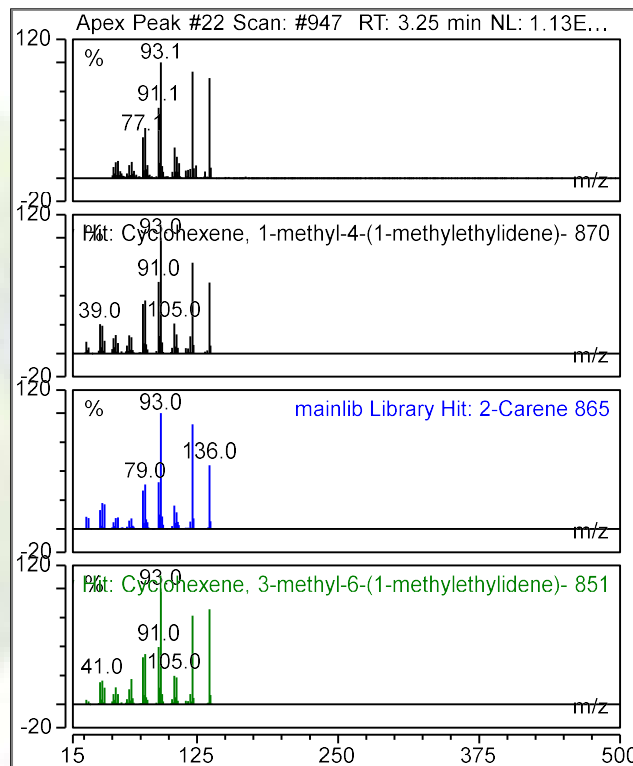 Apex Peak #22 Scan: #947 RT: 3.25 min NL: 1.13E...
120
%
93.1
91.1
77.1
-20
m/z
120
%
Hit: Cyclohexene, 1-methyl-4-(1-methylethylidene)- 870
93.0
91.0
39.0
105.0
-20
m/z
120
%
93.0
mainlib Library Hit: 2-Carene 865
136.0
79.0
-20
m/z
120
%
Hit: Cyclohexene, 3-methyl-6-(1-methylethylidene)- 851
93.0
91.0
41.0
105.0
-20
m/z
15 125 250 375 500